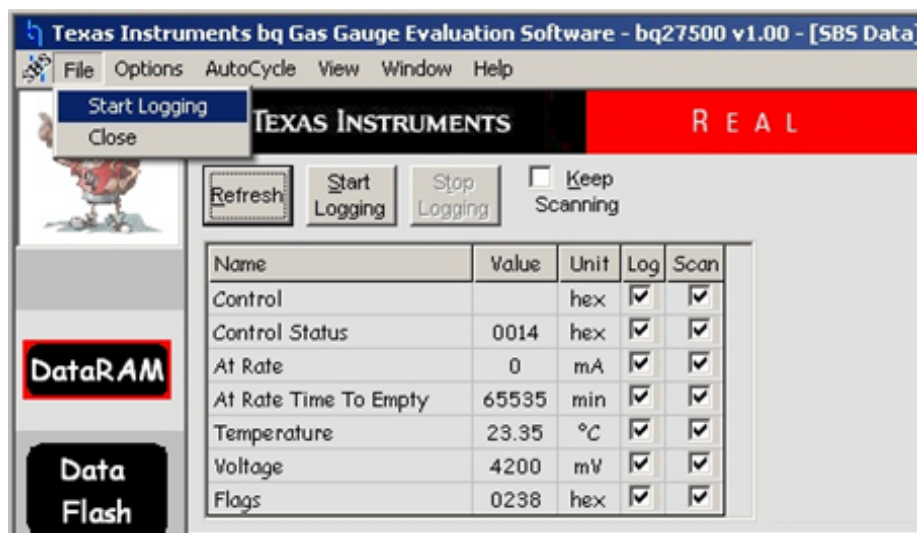 Texas Instruments bq Gas Gauge Evaluation Software - bq27500 v1.00 - [SBS Data]
SBS File Options AutoCycle View Window Help
Start Logging
Close
TEXAS INSTRUMENTS REAL
Refresh Start Logging Stop Logging Keep Scanning
Name Value Unit Log Scan
Control hex
Control Status 0014 hex
At Rate 0 mA
At Rate Time To Empty 65535 min
Temperature 23.35 °C
Voltage 4200 mV
Flags 0238 hex
DataRAM
Data
Flash